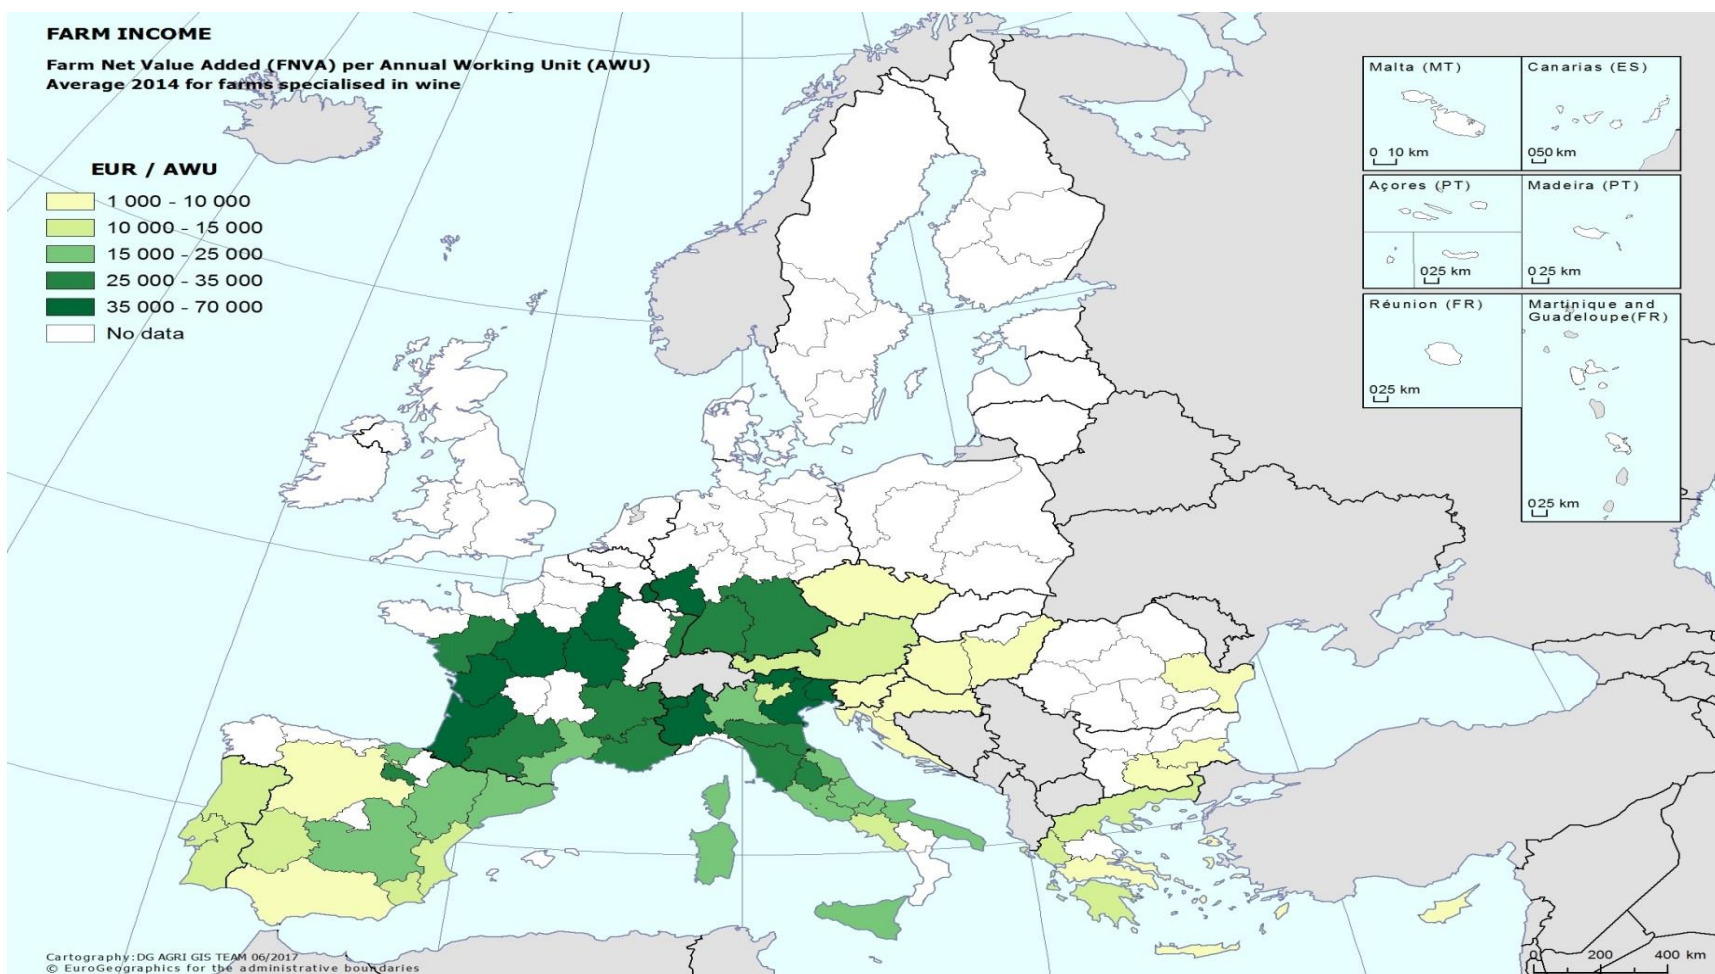 FARM INCOME
Farm Net Value Added (FNVA) per Annual Working Unit (AWU)
Average 2014 for farms specialised in wine
EUR / AWU
1 000 - 10 000
10 000 - 15 000
15 000 - 25 000
25 000 - 35 000
35 000 - 70 000
No data
Malta (MT)
0 10 km
Canarias (ES)
050 km
Açores (PT)
025 km
Madeira (PT)
0 25 km
Réunion (FR)
025 km
Martinique and
Guadeloupe(FR)
025 km
Cartography: DG AGRI GIS TEAM 06/2017
© EuroGeographics for the administrative boundaries
0 200 400 km